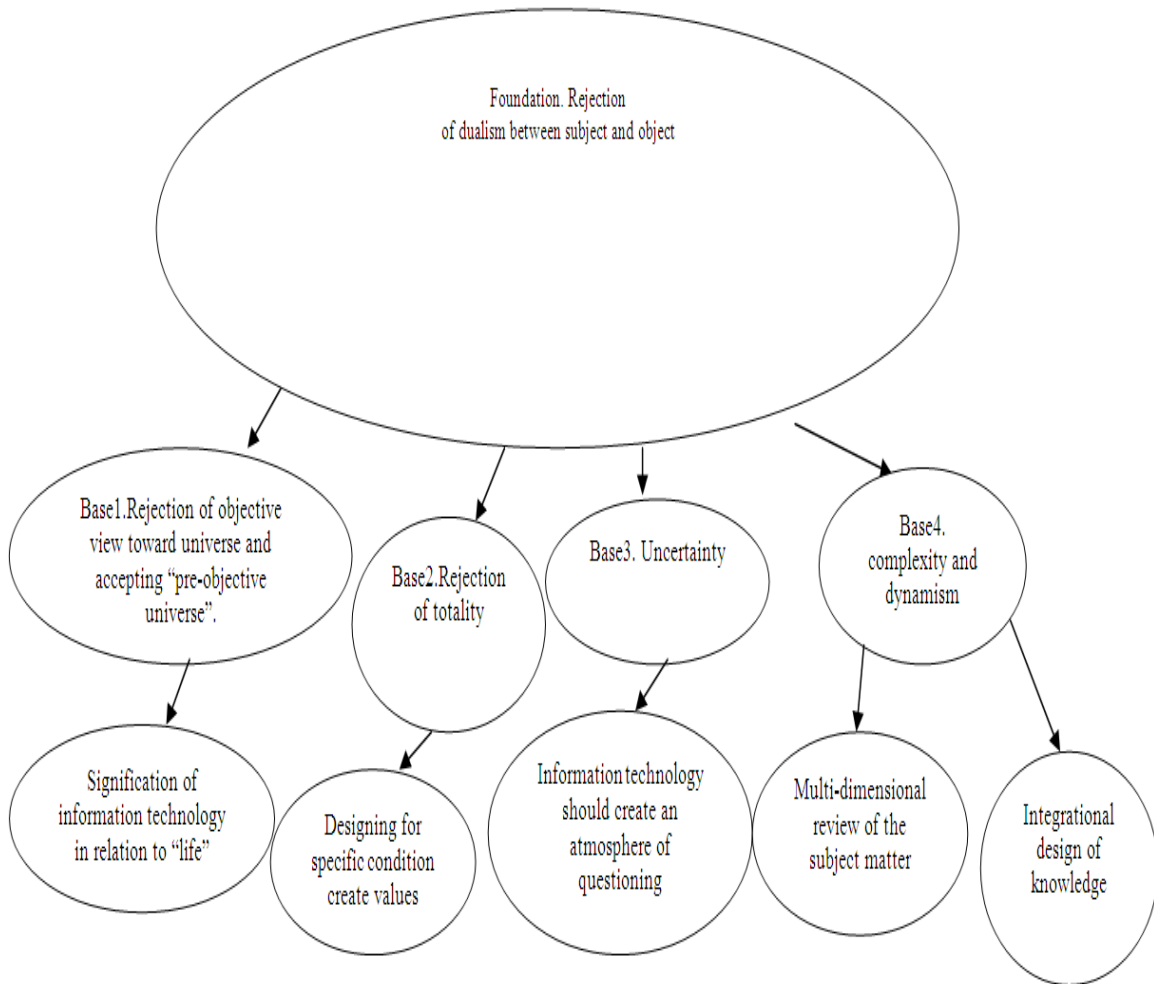 Foundation. Rejection
of dualism between subject and object
Base1.Rejection of objective
view toward universe and
accepting “pre-objective
universe”.
Base2.Rejection
of totality
Base3. Uncertainty
Base4.
complexity and
dynamism
Signification of
information technology
in relation to “life”
Designing for
specific condition
create values
Information technology
should create an
atmosphere of
questioning
Multi-dimensional
review of the
subject matter
Integrational
design of
knowledge